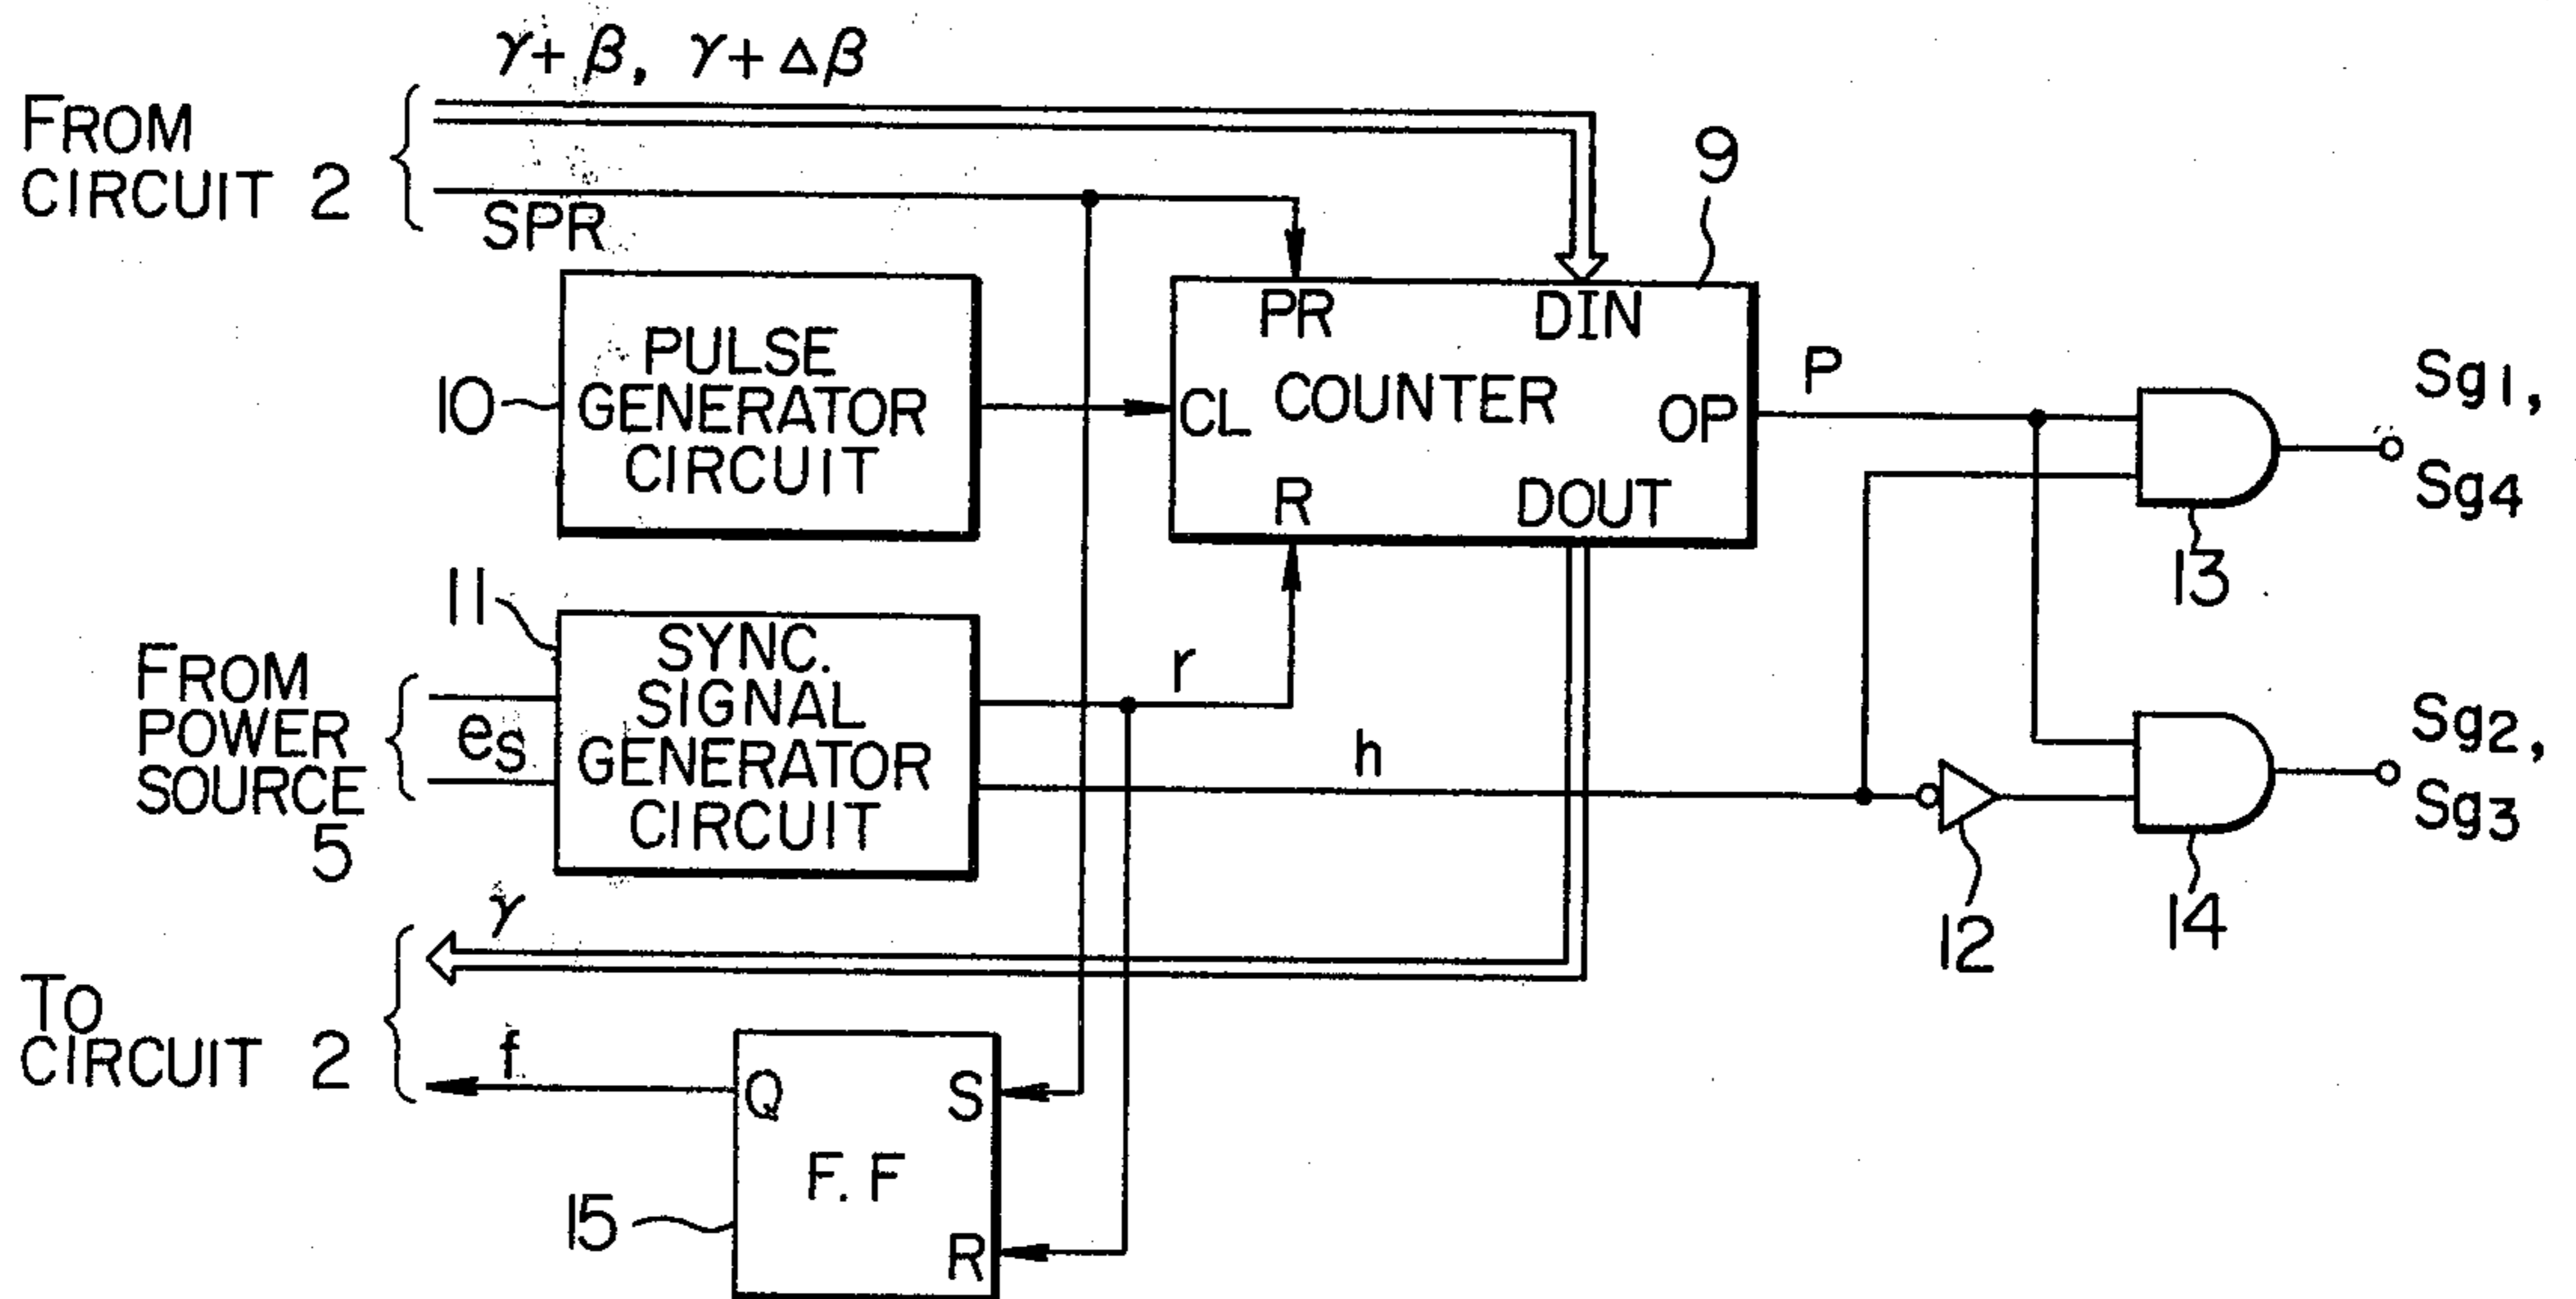 γ+β, γ+Δβ
FROM
CIRCUIT 2
SPR
9
PR
DIN
PULSE
GENERATOR
CIRCUIT
10
CL
COUNTER
OP
R
DOUT
P
Sg1,
Sg4
13
11
SYNC.
SIGNAL
GENERATOR
CIRCUIT
FROM
POWER
SOURCE
5
es
r
h
Sg2,
Sg3
12
14
γ
TO
CIRCUIT 2
f
Q
S
F.F
R
15